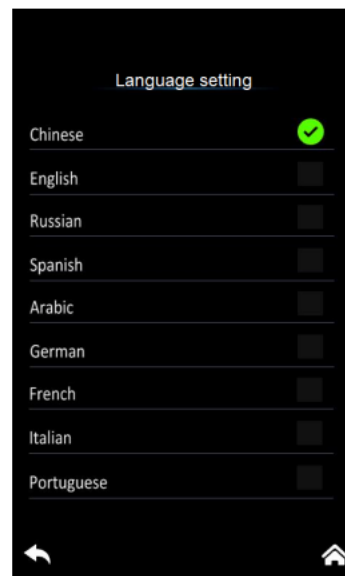 Language setting
Chinese
English
Russian
Spanish
Arabic
German
French
Italian
Portuguese